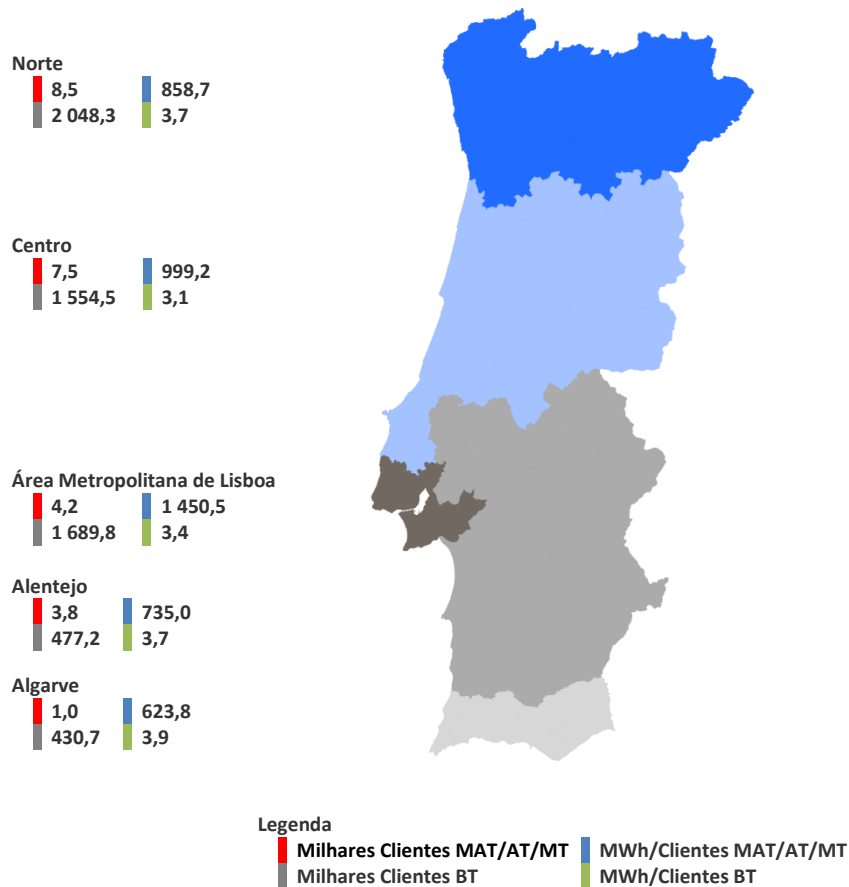 Norte
8,5 858,7
2 048,3 3,7
Centro
7,5 999,2
1 554,5 3,1
Área Metropolitana de Lisboa
4,2 1 450,5
1 689,8 3,4
Alentejo
3,8 735,0
477,2 3,7
Algarve
1,0 623,8
430,7 3,9
Legenda
Milhares Clientes MAT/AT/MT MWh/Clientes MAT/AT/MT
Milhares Clientes BT MWh/Clientes BT